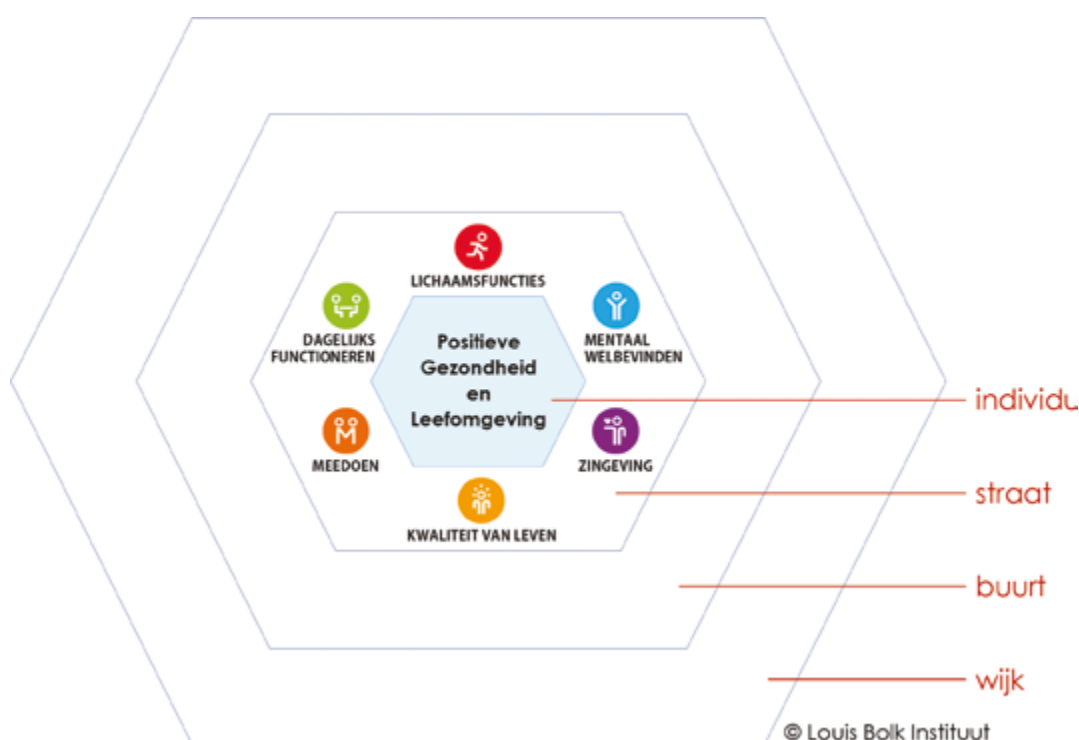 LICHAAMSFUNCTIES
DAGELIJKS
FUNCTIONEREN
Positieve
Gezondheid
en
Leefomgeving
MENTAAL
WELBEVINDEN
MEEDOEN
ZINGEVING
KWALITEIT VAN LEVEN
individu
straat
buurt
wijk
© Louis Bolk Instituut